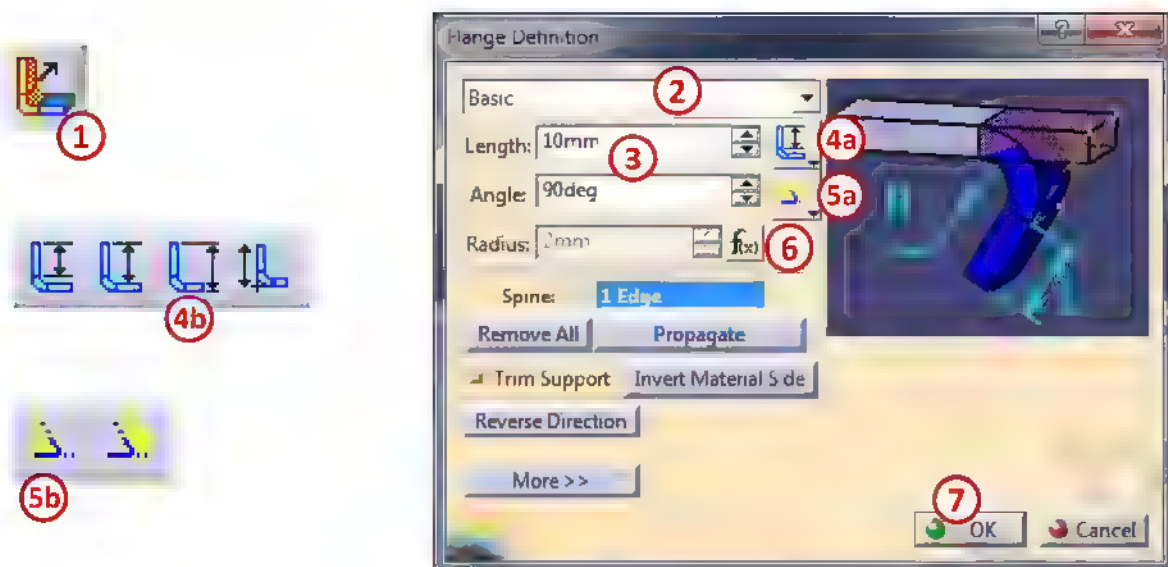 Flange Definition
1
Basic
2
Length: 10mm
3
4a
Angle: 90deg
5a
Radius: 2mm
f(x)
6
4b
Spine: 1 Edge
Remove All
Propagate
Trim Support
Invert Material Side
Reverse Direction
5b
More >>
7
OK
Cancel